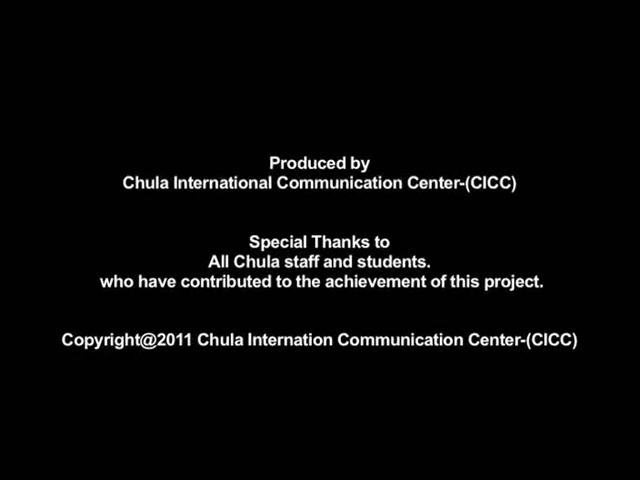 Produced by
Chula International Communication Center-(CICC)
Special Thanks to
All Chula staff and students.
who have contributed to the achievement of this project.
Copyright@2011 Chula Internation Communication Center-(CICC)